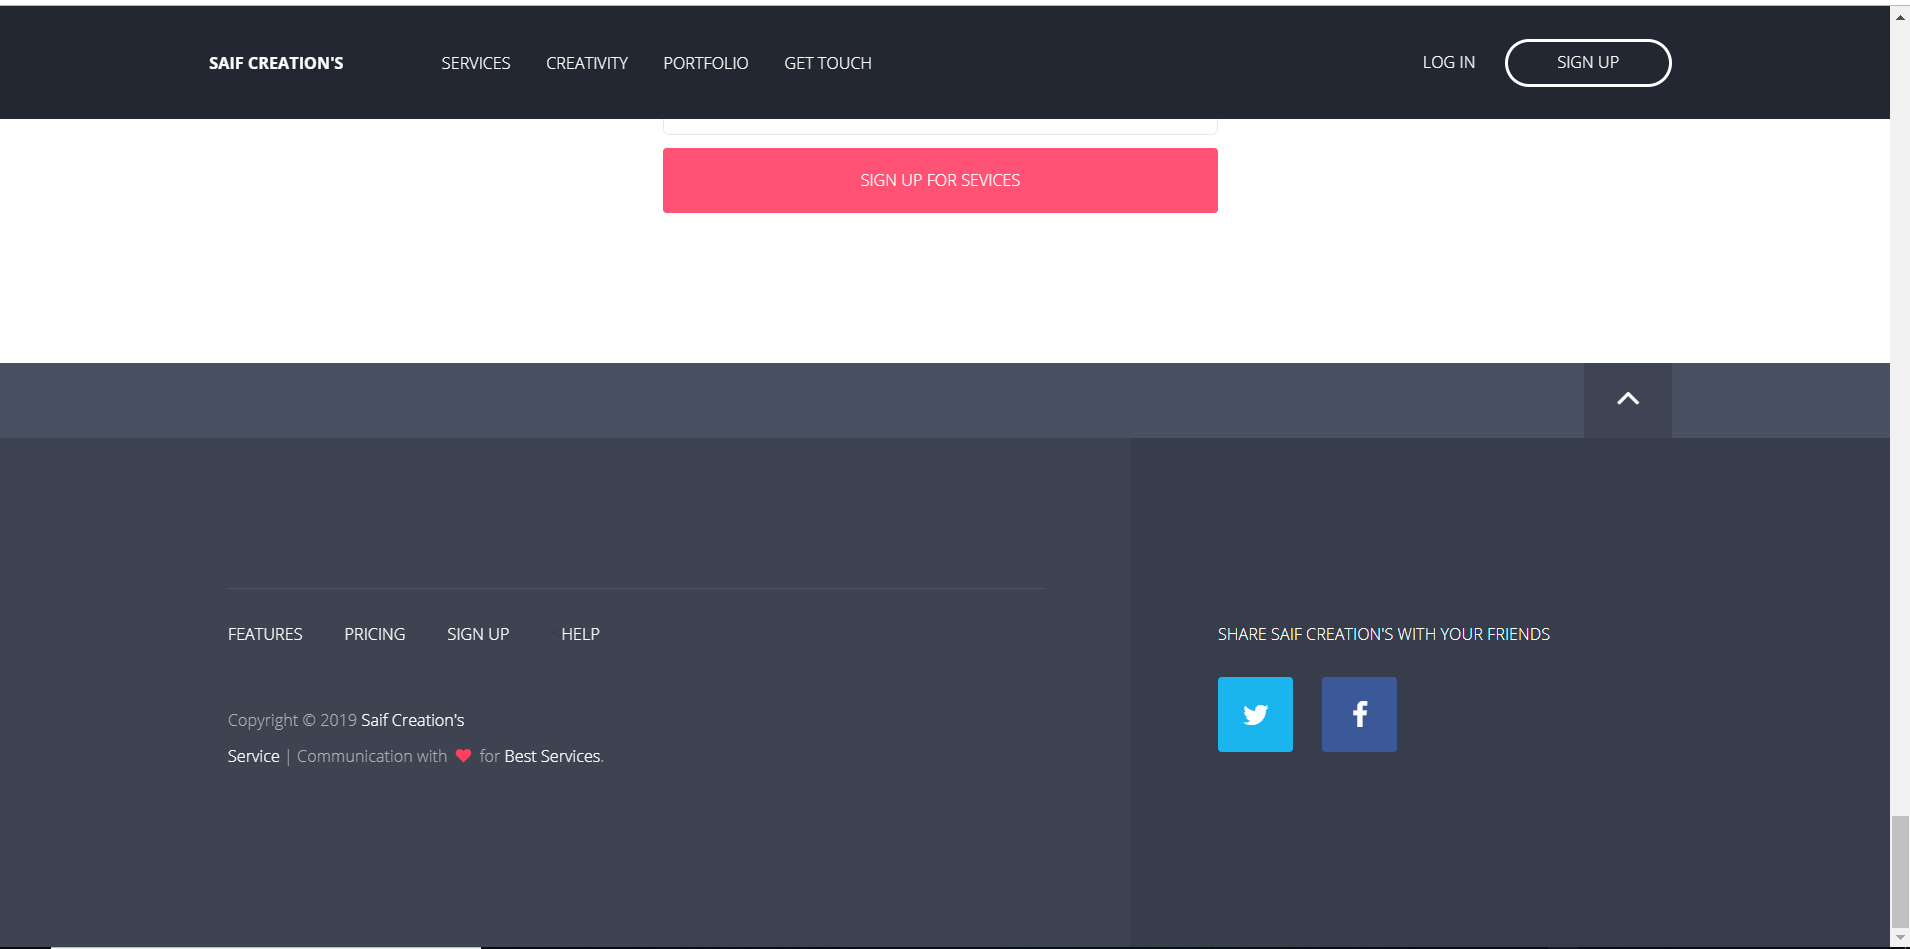 SAIF CREATION'S SERVICES CREATIVITY PORTFOLIO GET TOUCH LOG IN SIGN UP
SIGN UP FOR SEVICES
FEATURES PRICING SIGN UP HELP
Copyright © 2019 Saif Creation's
Service | Communication with ♥ for Best Services.
SHARE SAIF CREATION'S WITH YOUR FRIENDS